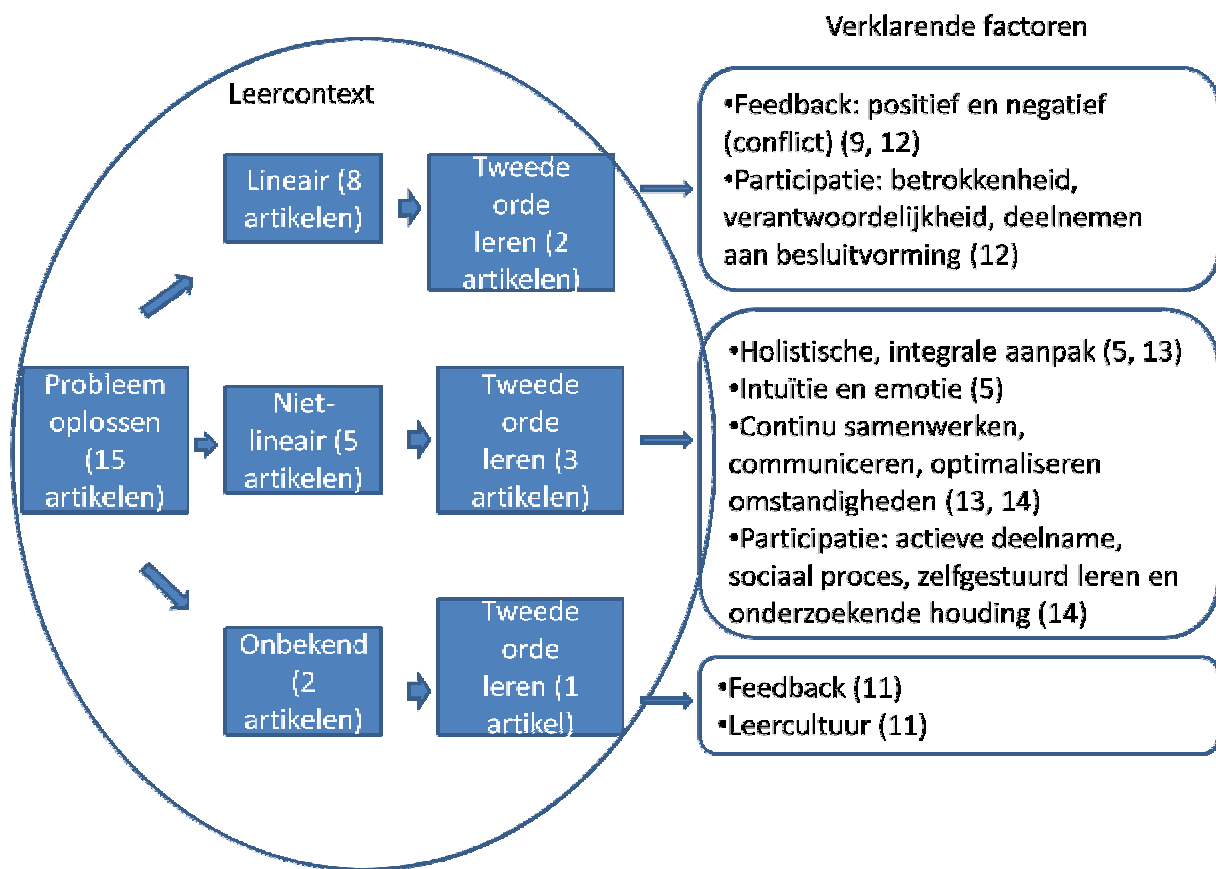 Verklarende factoren
Leercontext
Probleem
oplossen
(15
artikelen)
Lineair (8
artikelen)
Tweede
orde
leren (2
artikelen)
•Feedback: positief en negatief
(conflict) (9, 12)
•Participatie: betrokkenheid,
verantwoordelijkheid, deelnemen
aan besluitvorming (12)
Niet-
lineair (5
artikelen)
Tweede
orde
leren (3
artikelen)
•Holistische, integrale aanpak (5, 13)
•Intuïtie en emotie (5)
•Continu samenwerken,
communiceren, optimaliseren
omstandigheden (13, 14)
•Participatie: actieve deelname,
sociaal proces, zelfgestuurd leren en
onderzoekende houding (14)
Onbekend
(2
artikelen)
Tweede
orde
leren (1
artikel)
•Feedback (11)
•Leercultuur (11)